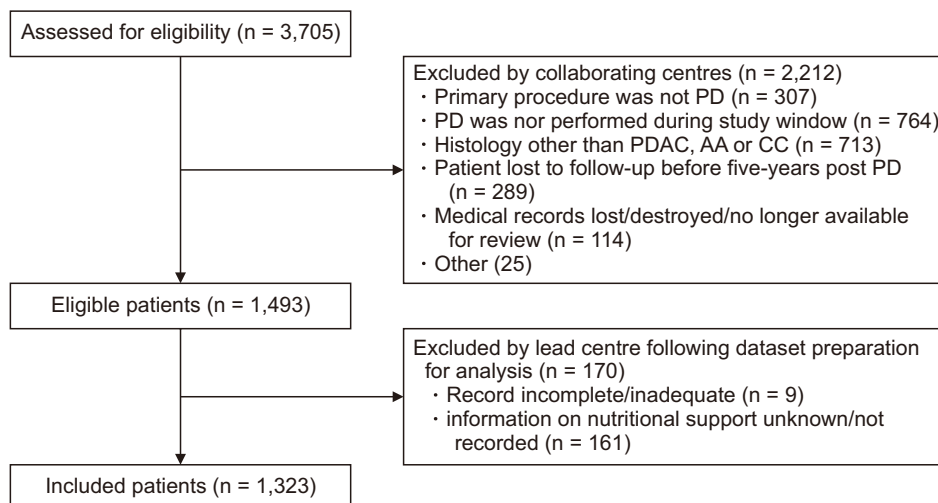 Assessed for eligibility (n = 3,705)
Excluded by collaborating centres (n = 2,212)
· Primary procedure was not PD (n = 307)
· PD was nor performed during study window (n = 764)
· Histology other than PDAC, AA or CC (n = 713)
· Patient lost to follow-up before five-years post PD
(n = 289)
· Medical records lost/destroyed/no longer available
for review (n = 114)
· Other (25)
Eligible patients (n = 1,493)
Excluded by lead centre following dataset preparation
for analysis (n = 170)
· Record incomplete/inadequate (n = 9)
· information on nutritional support unknown/not
recorded (n = 161)
Included patients (n = 1,323)